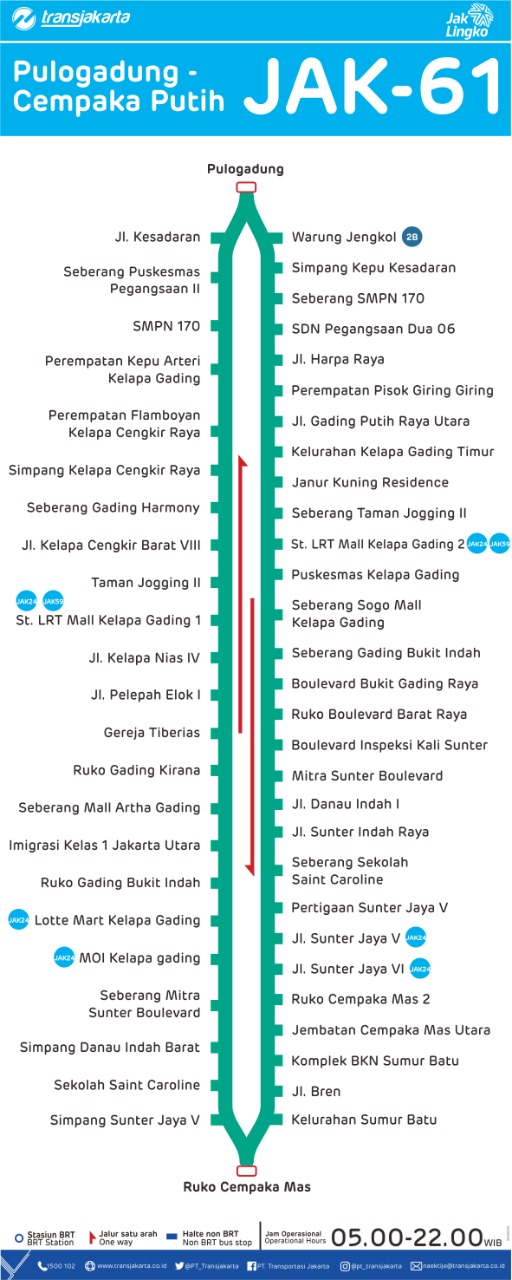 transjakarta
Jak
Lingko
Pulogadung -
Cempaka Putih
JAK-61
Pulogadung
Jl. Kesadaran
Seberang Puskesmas
Pegangsaan II
SMPN 170
Perempatan Kepu Arteri
Kelapa Gading
Perempatan Flamboyan
Kelapa Cengkir Raya
Simpang Kelapa Cengkir Raya
Seberang Gading Harmony
Jl. Kelapa Cengkir Barat VIII
Taman Jogging II
JAK24 JAK59
St. LRT Mall Kelapa Gading 1
Jl. Kelapa Nias IV
Jl. Pelepah Elok I
Gereja Tiberias
Ruko Gading Kirana
Seberang Mall Artha Gading
Imigrasi Kelas 1 Jakarta Utara
Ruko Gading Bukit Indah
JAK24 Lotte Mart Kelapa Gading
JAK24 MOI Kelapa gading
Seberang Mitra
Sunter Boulevard
Simpang Danau Indah Barat
Sekolah Saint Caroline
Simpang Sunter Jaya V
Warung Jengkol 2B
Simpang Kepu Kesadaran
Seberang SMPN 170
SDN Pegangsaan Dua 06
Jl. Harpa Raya
Perempatan Pisok Giring Giring
Jl. Gading Putih Raya Utara
Kelurahan Kelapa Gading Timur
Janur Kuning Residence
Seberang Taman Jogging II
St. LRT Mall Kelapa Gading 2 JAK24 JAK59
Puskesmas Kelapa Gading
Seberang Sogo Mall
Kelapa Gading
Seberang Gading Bukit Indah
Boulevard Bukit Gading Raya
Ruko Boulevard Barat Raya
Boulevard Inspeksi Kali Sunter
Mitra Sunter Boulevard
Jl. Danau Indah I
Jl. Sunter Indah Raya
Seberang Sekolah
Saint Caroline
Pertigaan Sunter Jaya V
Jl. Sunter Jaya V JAK24
Jl. Sunter Jaya VI JAK24
Ruko Cempaka Mas 2
Jembatan Cempaka Mas Utara
Komplek BKN Sumur Batu
Jl. Bren
Kelurahan Sumur Batu
Ruko Cempaka Mas
Stasiun BRT
BRT Station
Jalur satu arah
One way
Halte non BRT
Non BRT bus stop
Jam Operasional
Operational Hours
05.00-22.00 WIB
1500 102
www.transjakarta.co.id
@PT_Transjakarta
PT. Transportasi Jakarta
@pt_transjakarta
naektije@transjakarta.co.id